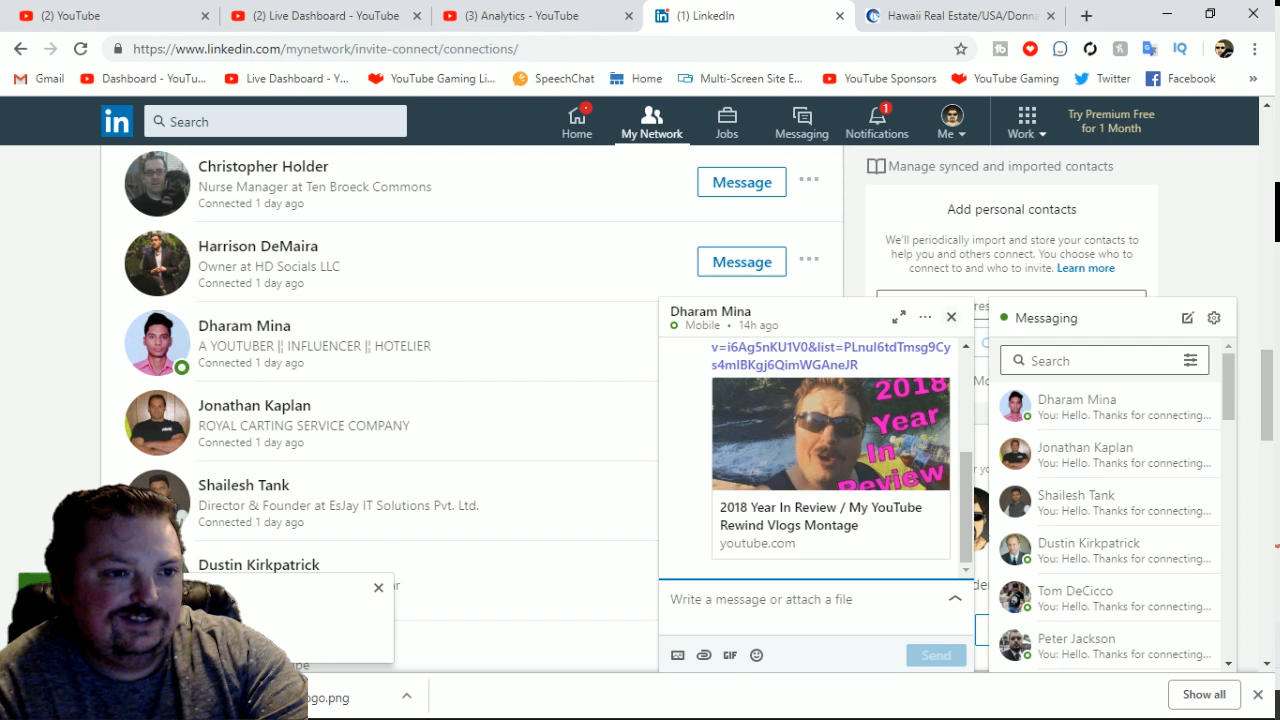 (2) YouTube
(2) Live Dashboard - YouTube
(3) Analytics - YouTube
(1) LinkedIn
Hawaii Real Estate/USA/Donna
https://www.linkedin.com/mynetwork/invite-connect/connections/
Gmail
Dashboard - YouTu...
Live Dashboard - Y...
YouTube Gaming Li...
SpeechChat
Home
Multi-Screen Site E...
YouTube Sponsors
YouTube Gaming
Twitter
Facebook
in
Search
Home
My Network
Jobs
Messaging
1
Notifications
Me
Work
Try Premium Free
for 1 Month
Christopher Holder
Nurse Manager at Ten Broeck Commons
Connected 1 day ago
Message
Harrison DeMaira
Owner at HD Socials LLC
Connected 1 day ago
Message
Dharam Mina
A YOUTUBER || INFLUENCER || HOTELIER
Connected 1 day ago
Jonathan Kaplan
ROYAL CARTING SERVICE COMPANY
Connected 1 day ago
Shailesh Tank
Director & Founder at EsJay IT Solutions Pvt. Ltd.
Connected 1 day ago
Dustin Kirkpatrick
Manage synced and imported contacts
Add personal contacts
We'll periodically import and store your contacts to
help you and others connect. You choose who to
connect to and who to invite. Learn more
Dharam Mina
Mobile • 14h ago
v=i6Ag5nKU1V0&list=PLnul6tdTmsg9Cy
s4mIBKgj6QimWGAneJR
2018
Year
In
Review
2018 Year In Review / My YouTube
Rewind Vlogs Montage
youtube.com
Write a message or attach a file
GIF
Send
Messaging
Search
Dharam Mina
You: Hello. Thanks for connecting...
Jonathan Kaplan
You: Hello. Thanks for connecting...
Shailesh Tank
You: Hello. Thanks for connecting...
Dustin Kirkpatrick
You: Hello. Thanks for connecting...
Tom DeCicco
You: Hello. Thanks for connecting...
Peter Jackson
You: Hello. Thanks for connecting...
ogo.png
Show all